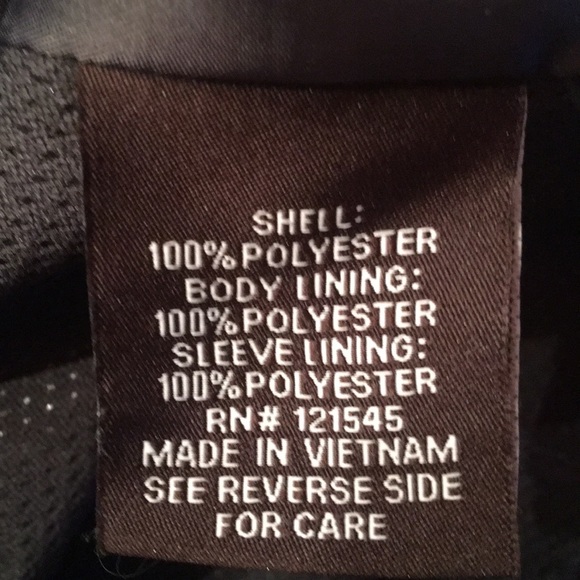 SHELL:
100% POLYESTER
BODY LINING:
100% POLYESTER
SLEEVE LINING:
100% POLYESTER
RN# 121545
MADE IN VIETNAM
SEE REVERSE SIDE
FOR CARE